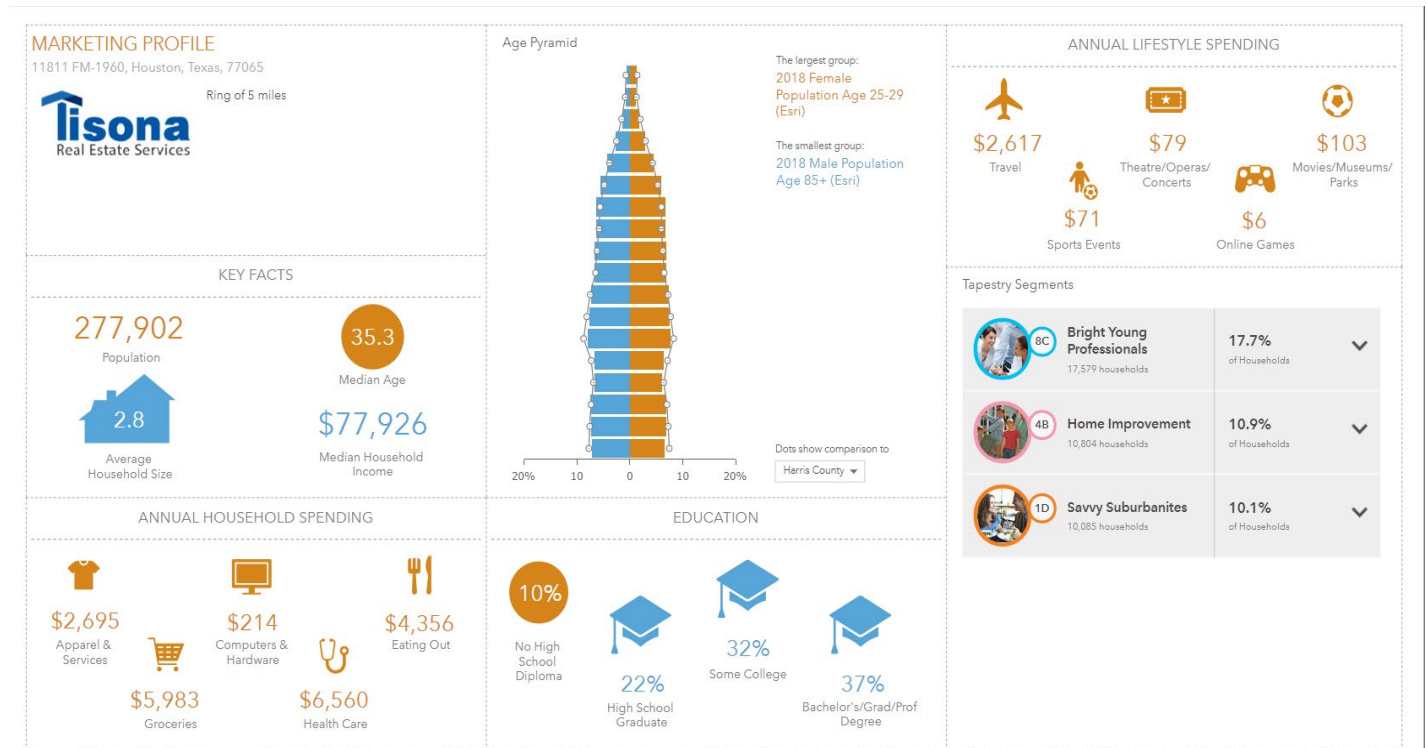 MARKETING PROFILE
11811 FM-1960, Houston, Texas, 77065
Ring of 5 miles
Tisona
Real Estate Services
KEY FACTS
277,902
Population
35.3
Median Age
2.8
Average
Household Size
$77,926
Median Household
Income
ANNUAL HOUSEHOLD SPENDING
$2,695
Apparel &
Services
$214
Computers &
Hardware
$4,356
Eating Out
$5,983
Groceries
$6,560
Health Care
Age Pyramid
The largest group:
2018 Female
Population Age 25-29
(Esri)
The smallest group:
2018 Male Population
Age 85+ (Esri)
Dots show comparison to
Harris County
20% 10 0 10 20%
EDUCATION
10%
No High
School
Diploma
22%
High School
Graduate
32%
Some College
37%
Bachelor's/Grad/Prof
Degree
ANNUAL LIFESTYLE SPENDING
$2,617
Travel
$79
Theatre/Operas/
Concerts
$103
Movies/Museums/
Parks
$71
Sports Events
$6
Online Games
Tapestry Segments
8C
Bright Young
Professionals
17,579 households
17.7%
of Households
4B
Home Improvement
10,804 households
10.9%
of Households
1D
Savvy Suburbanites
10,085 households
10.1%
of Households